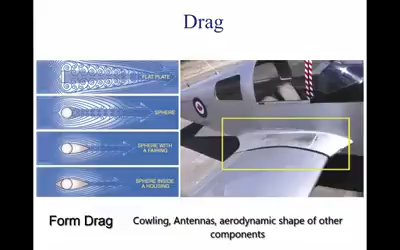 Drag
FLAT PLATE
SPHERE
SPHERE WITH
A FAIRING
SPHERE INSIDE
A HOUSING
Form Drag
Cowling, Antennas, aerodynamic shape of other
components